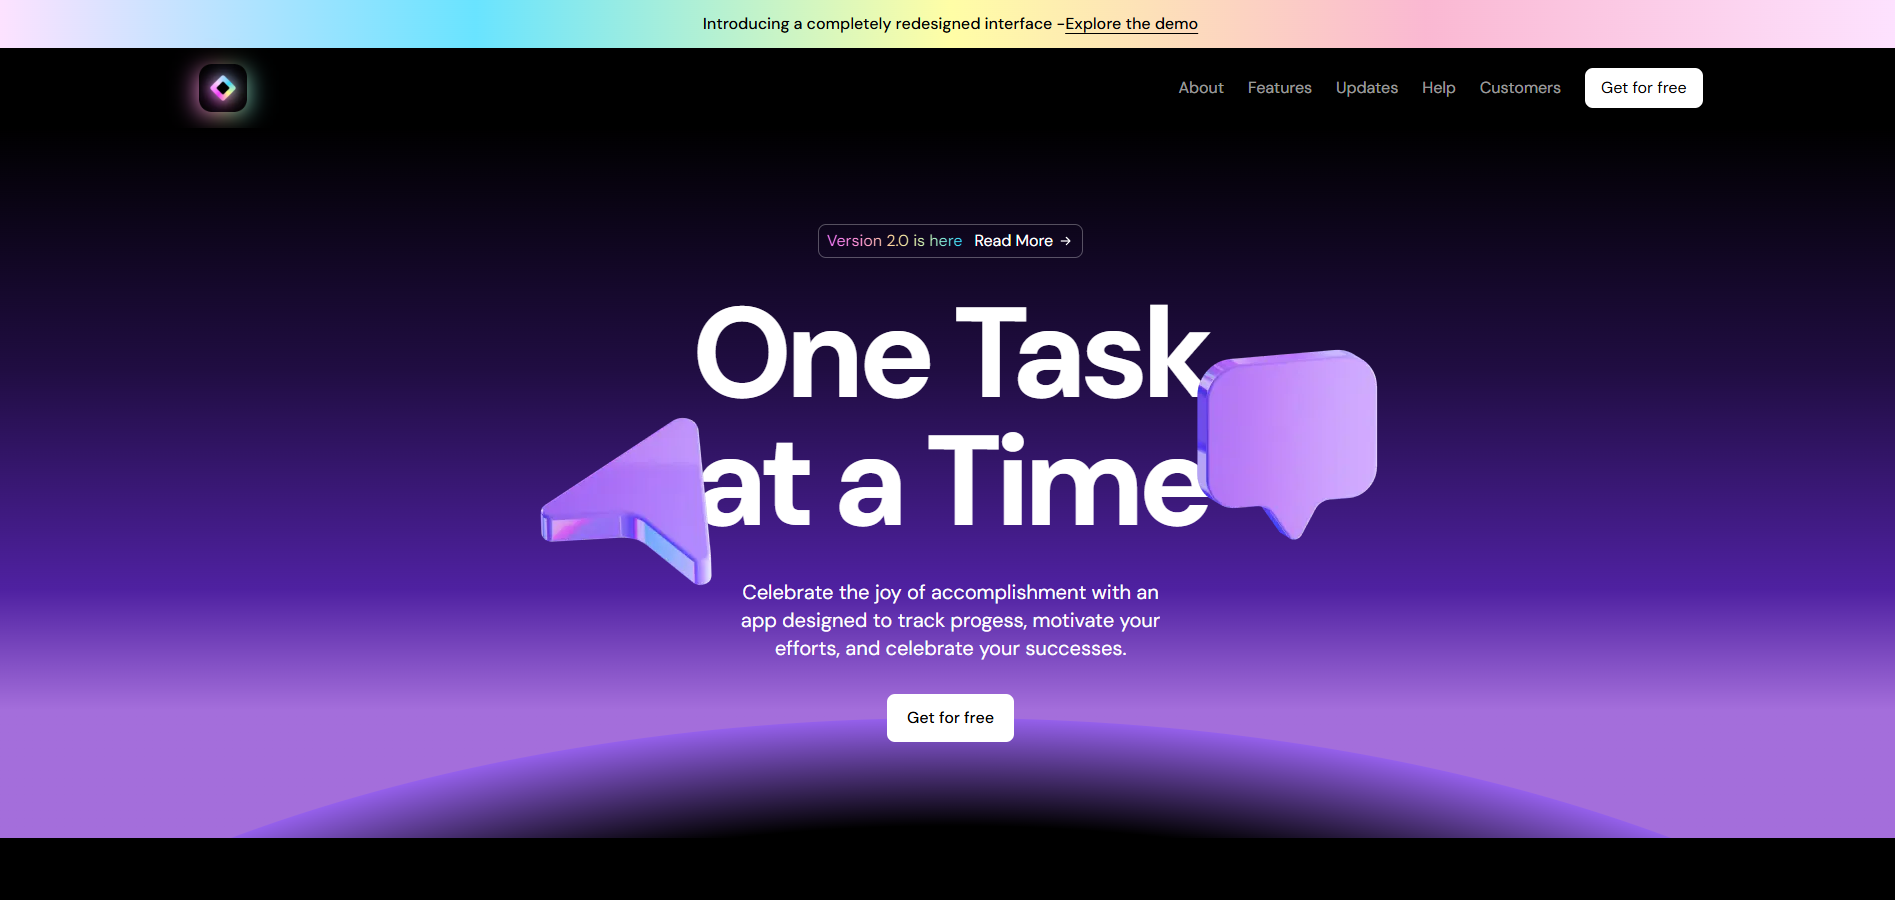 Introducing a completely redesigned interface -Explore the demo
About Features Updates Help Customers Get for free
Version 2.0 is here Read More →
One Task
at a Time
Celebrate the joy of accomplishment with an
app designed to track progess, motivate your
efforts, and celebrate your successes.
Get for free